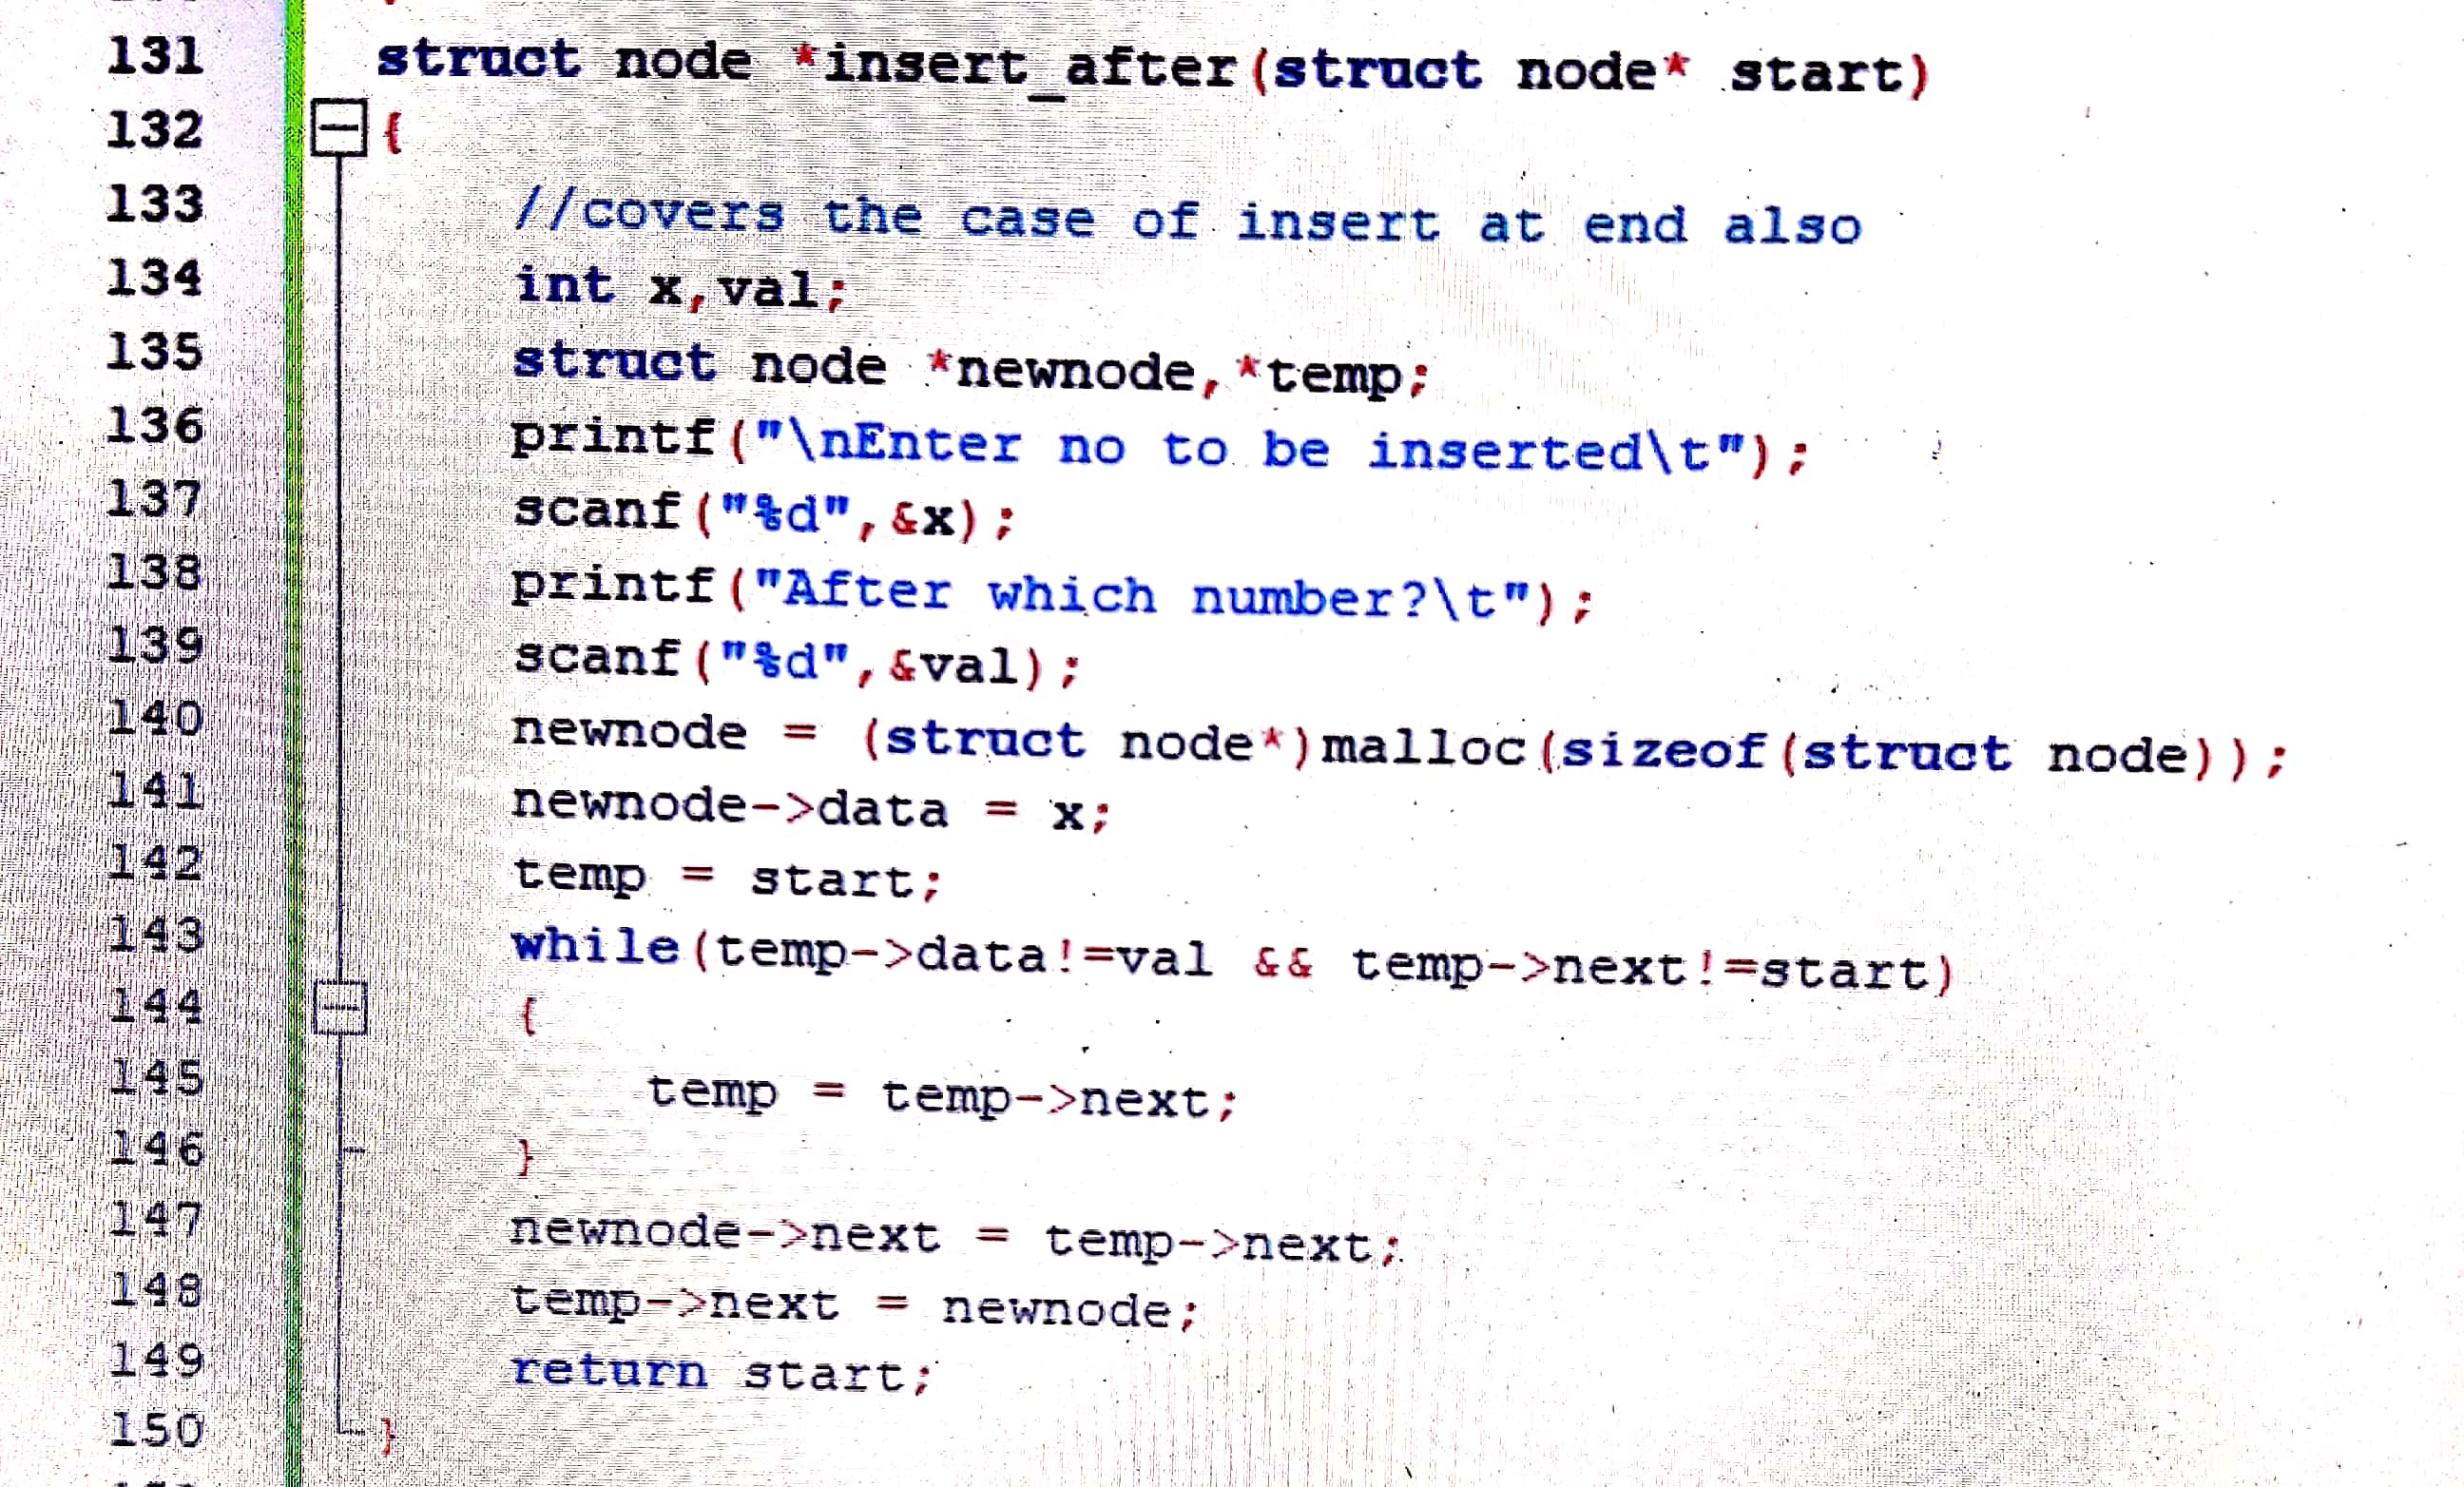 131 struct node *insert_after(struct node* start)
132 {
133 //covers the case of insert at end also
134 int x,val;
135 struct node *newnode,*temp;
136 printf("\nEnter no to be inserted\t");
137 scanf("%d",&x);
138 printf("After which number?\t");
139 scanf("%d",&val);
140 newnode = (struct node*)malloc(sizeof(struct node));
141 newnode->data = x;
142 temp = start;
143 while(temp->data!=val && temp->next!=start)
144 {
145 temp = temp->next;
146 }
147 newnode->next = temp->next;
148 temp->next = newnode;
149 return start;
150 }